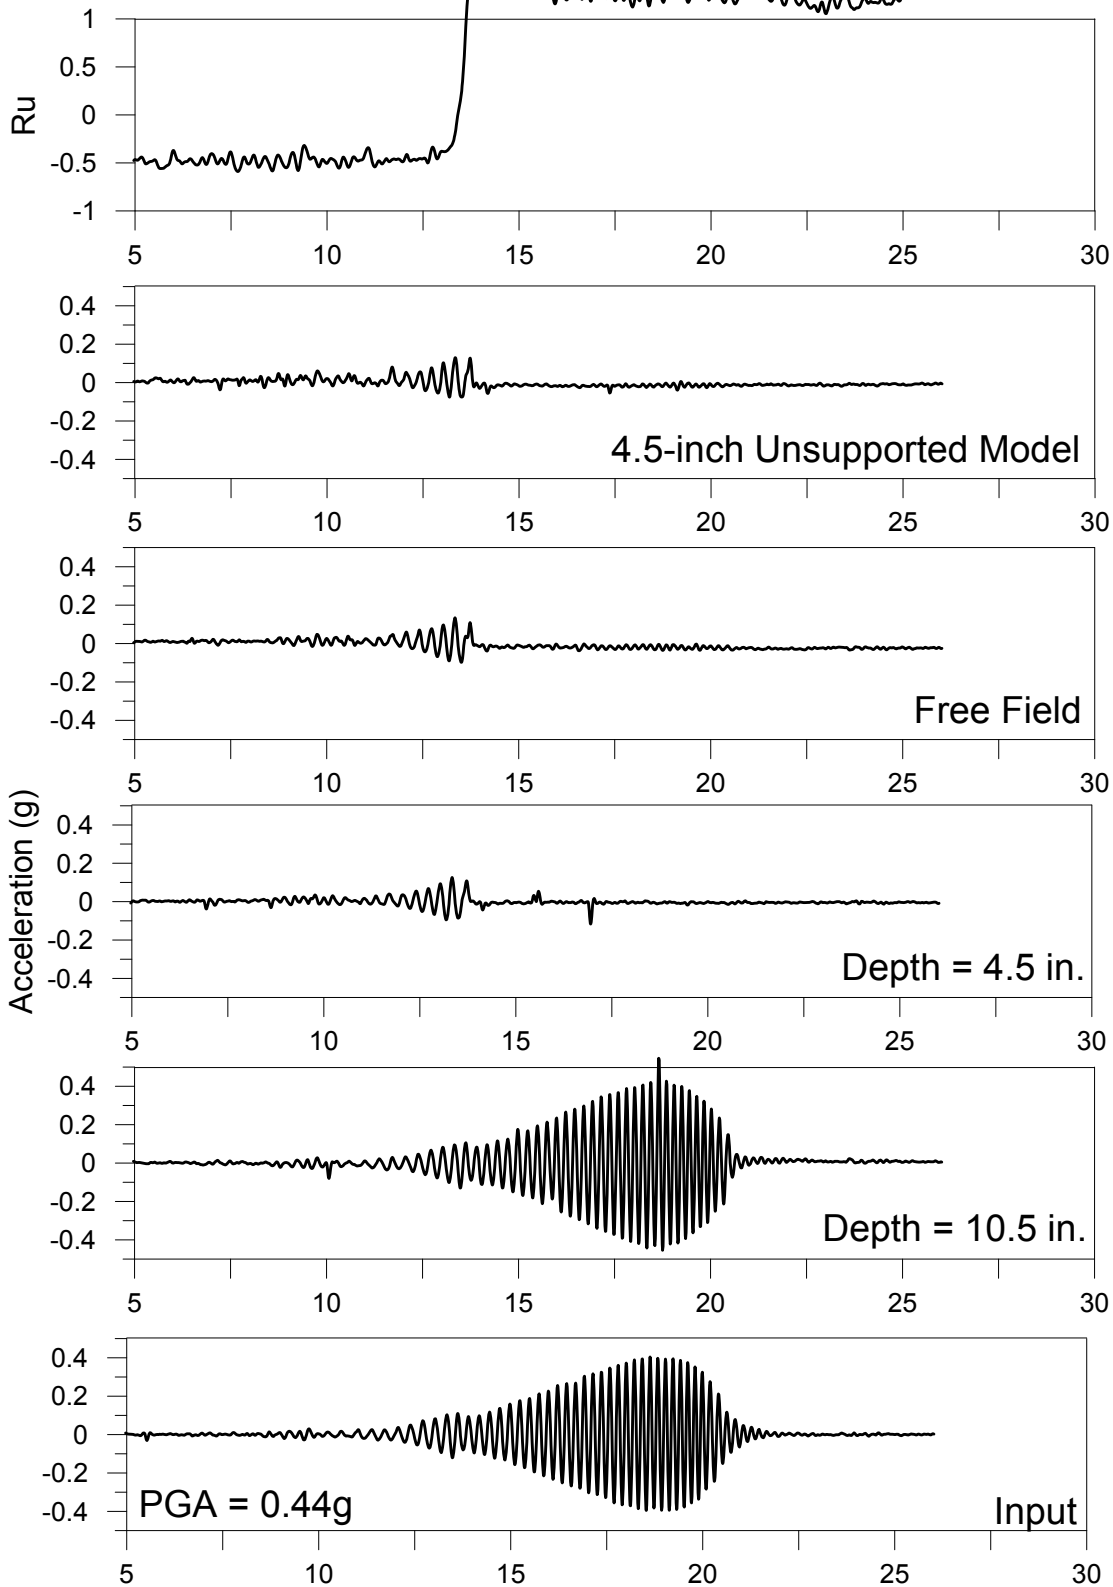 1
0.5
0
-0.5
-1
Ru
5 10 15 20 25 30
0.4
0.2
0
-0.2
-0.4
4.5-inch Unsupported Model
5 10 15 20 25 30
0.4
0.2
0
-0.2
-0.4
Free Field
5 10 15 20 25 30
Acceleration (g)
0.4
0.2
0
-0.2
-0.4
Depth = 4.5 in.
5 10 15 20 25 30
0.4
0.2
0
-0.2
-0.4
Depth = 10.5 in.
5 10 15 20 25 30
0.4
0.2
0
-0.2
-0.4
PGA = 0.44g
Input
5 10 15 20 25 30